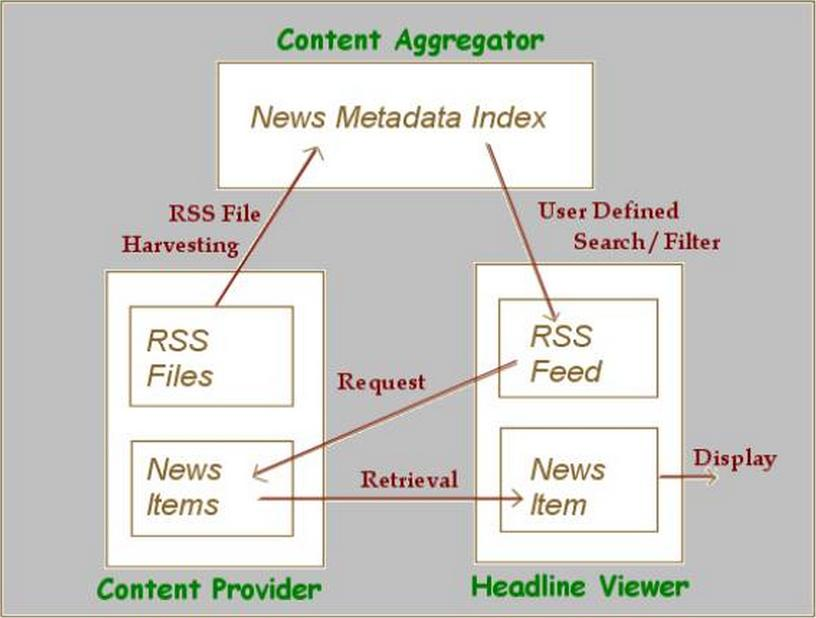 Content Aggregator
News Metadata Index
RSS File
Harvesting
User Defined
Search / Filter
RSS
Files
RSS
Feed
Request
News
Items
Retrieval
News
Item
Display
Content Provider
Headline Viewer